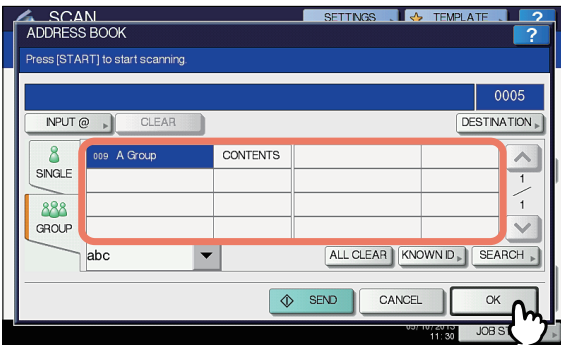 SCAN SETTINGS TEMPLATE ?
ADDRESS BOOK ?
Press [START] to start scanning.
0005
INPUT @ CLEAR DESTINATION
SINGLE
009 A Group CONTENTS
1
1
GROUP
abc ALL CLEAR KNOWN ID SEARCH
SEND CANCEL OK
11:30